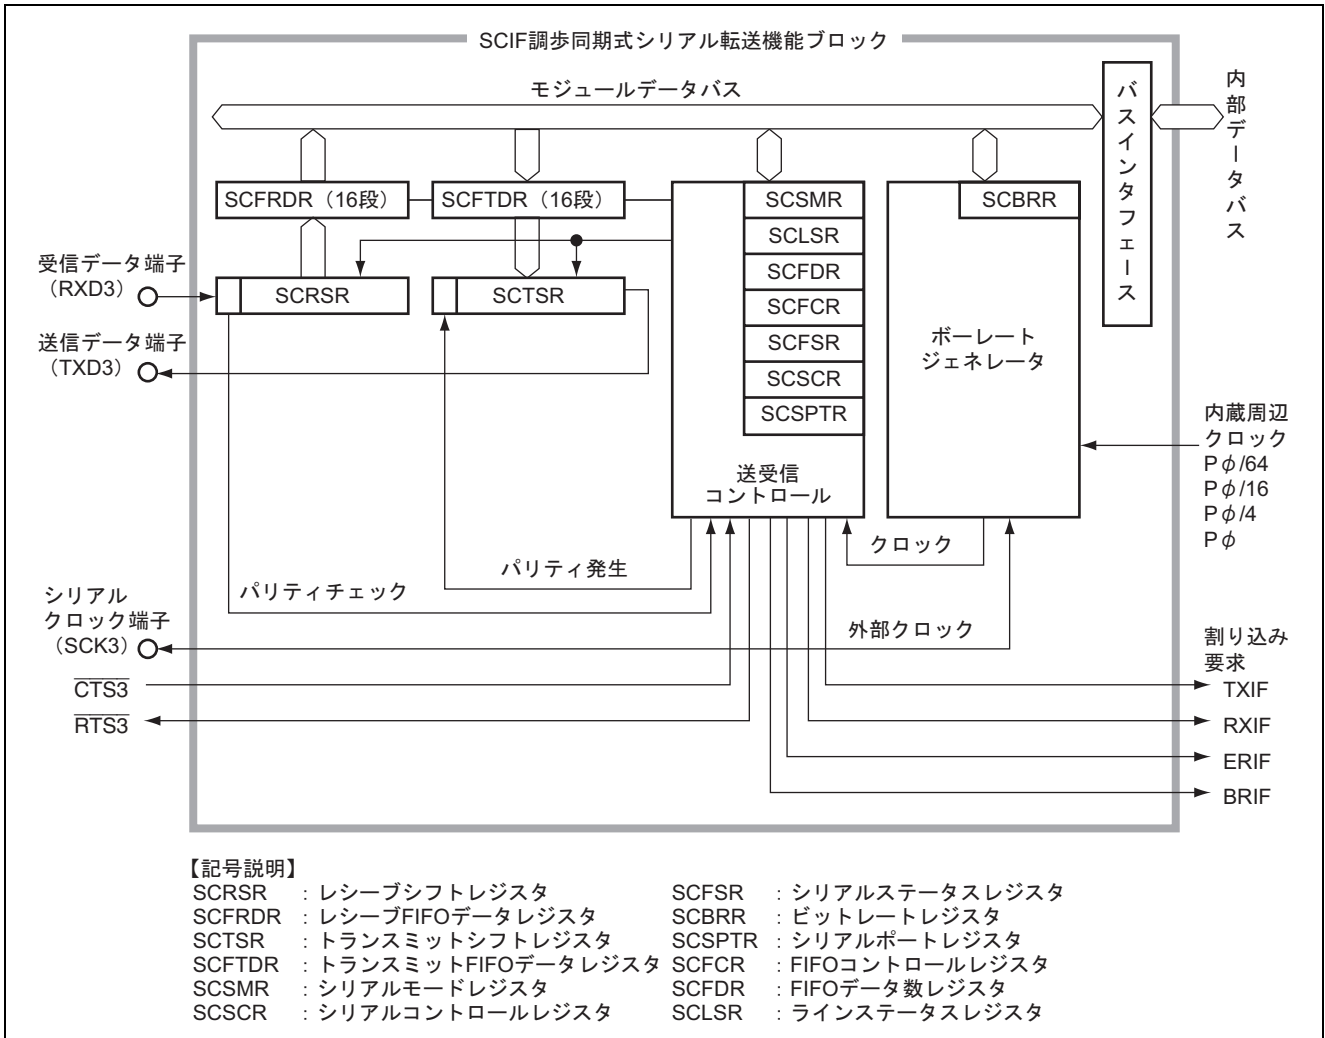 SCIF調歩同期式シリアル転送機能ブロック
モジュールデータバス
バスインタフェース
内部データバス
SCFRDR（16段）
SCFTDR（16段）
SCSMR
SCBRR
SCLSR
SCFDR
SCFCR
SCFSR
SCSCR
SCSPTR
受信データ端子
（RXD3）
SCRSR
SCTSR
送信データ端子
（TXD3）
ボーレート
ジェネレータ
送受信
コントロール
内蔵周辺
クロック
Pφ/64
Pφ/16
Pφ/4
Pφ
クロック
パリティ発生
パリティチェック
シリアル
クロック端子
（SCK3）
外部クロック
CTS3
RTS3
割り込み
要求
TXIF
RXIF
ERIF
BRIF
【記号説明】
SCRSR : レシーブシフトレジスタ
SCFRDR : レシーブFIFOデータレジスタ
SCTSR : トランスミットシフトレジスタ
SCFTDR : トランスミットFIFOデータレジスタ
SCSMR : シリアルモードレジスタ
SCSCR : シリアルコントロールレジスタ
SCFSR : シリアルステータスレジスタ
SCBRR : ビットレートレジスタ
SCSPTR : シリアルポートレジスタ
SCFCR : FIFOコントロールレジスタ
SCFDR : FIFOデータ数レジスタ
SCLSR : ラインステータスレジスタ